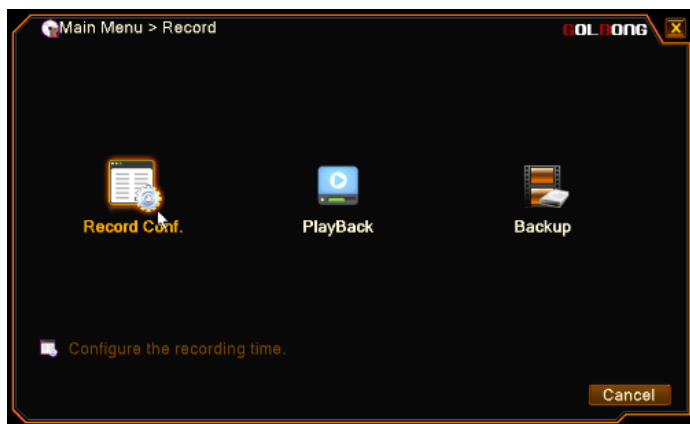 Main Menu > Record
GOLBONG
X
Record Conf.
PlayBack
Backup
Configure the recording time.
Cancel